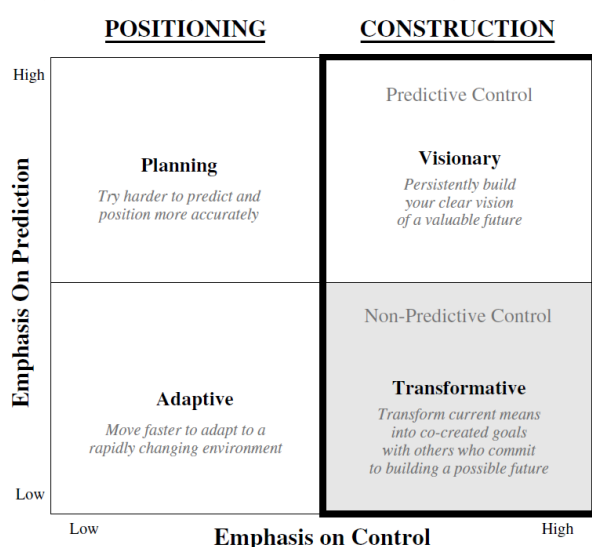 POSITIONING
CONSTRUCTION
High
Predictive Control
Planning
Try harder to predict and
position more accurately
Visionary
Persistently build
your clear vision
of a valuable future
Emphasis On Prediction
Non-Predictive Control
Adaptive
Move faster to adapt to a
rapidly changing environment
Transformative
Transform current means
into co-created goals
with others who commit
to building a possible future
Low
Low
Emphasis on Control
High